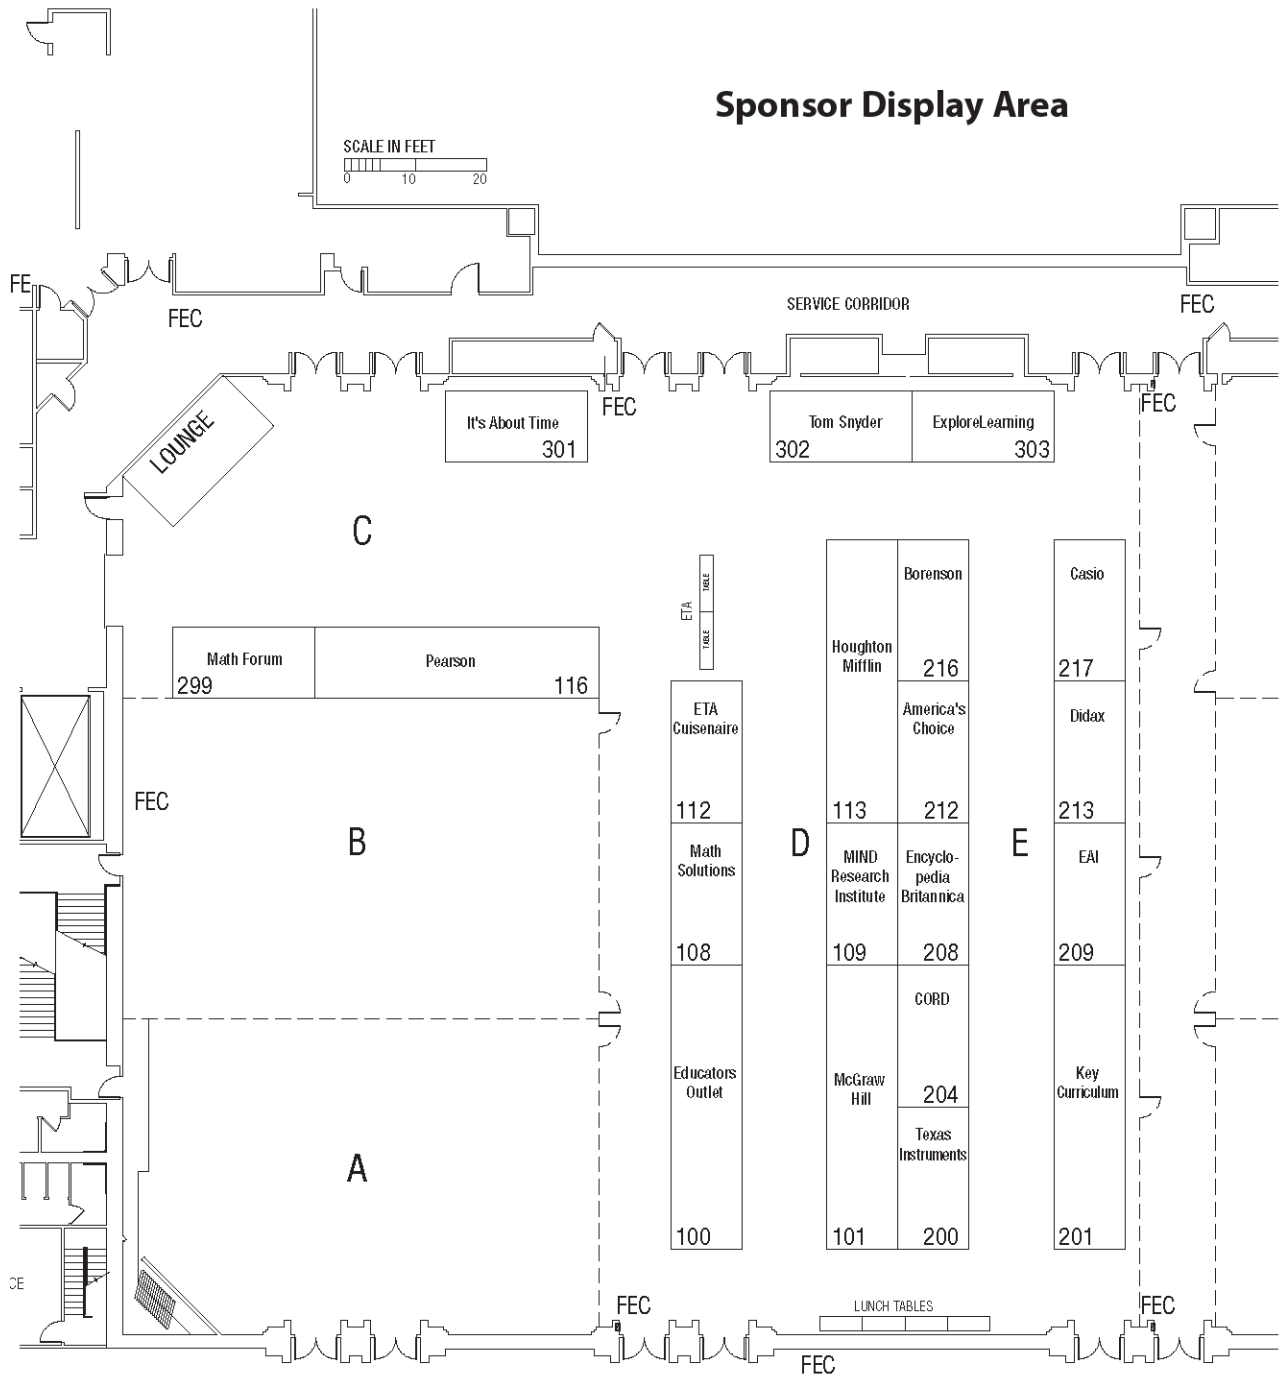 Sponsor Display Area
SCALE IN FEET
0 10 20
FE
FEC
SERVICE CORRIDOR
FEC
LOUNGE
It's About Time
301
FEC
Tom Snyder
302
ExploreLearning
303
FEC
C
ETA
TABLE
TABLE
Math Forum
299
Pearson
116
Houghton
Mifflin
113
Borenson
216
Casio
217
ETA
Cuisenaire
112
America's
Choice
212
Didax
213
FEC
B
D
E
Math
Solutions
108
MIND
Research
Institute
109
Encyclo-
pedia
Britannica
208
EAI
209
CORD
204
Educators
Outlet
100
McGraw
Hill
101
Key
Curriculum
201
Texas
Instruments
200
A
CE
FEC
LUNCH TABLES
FEC
FEC